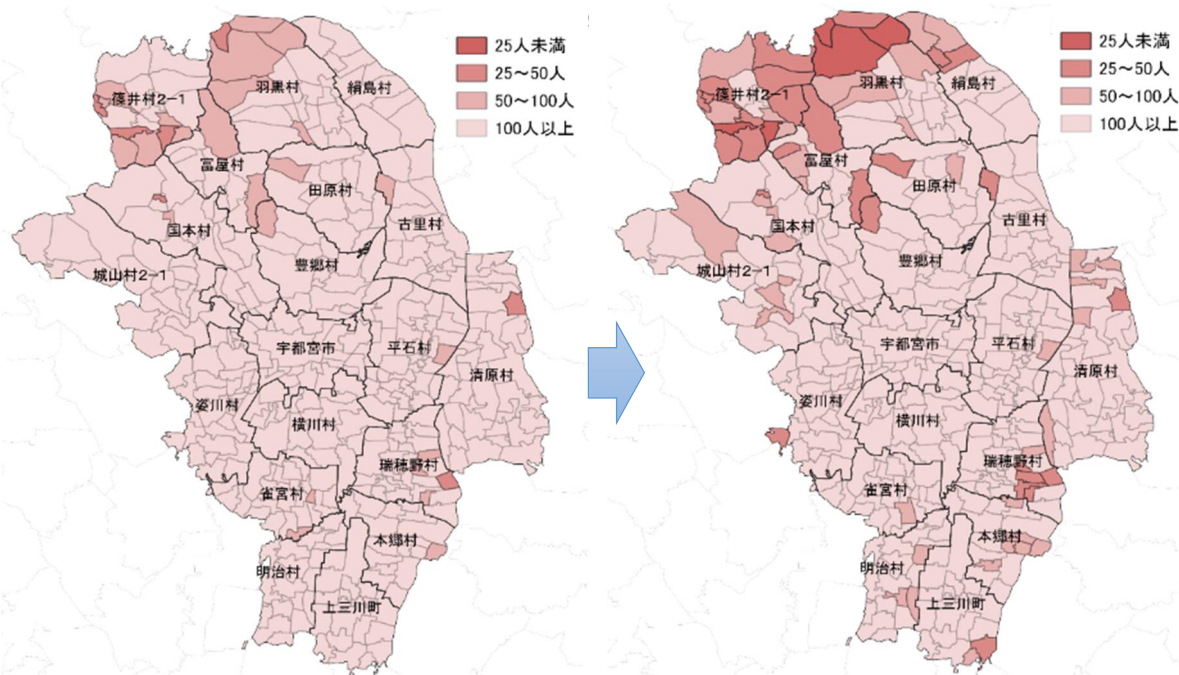 25人未満
25～50人
50～100人
100人以上
篠井村2-1
羽黒村
絹島村
富屋村
田原村
国本村
古里村
城山村2-1
豊郷村
宇都宮市
平石村
清原村
姿川村
横川村
瑞穂野村
雀宮村
本郷村
明治村
上三川町
25人未満
25～50人
50～100人
100人以上
篠井村2-1
羽黒村
絹島村
富屋村
田原村
国本村
古里村
城山村2-1
豊郷村
宇都宮市
平石村
清原村
姿川村
横川村
瑞穂野村
雀宮村
本郷村
明治村
上三川町